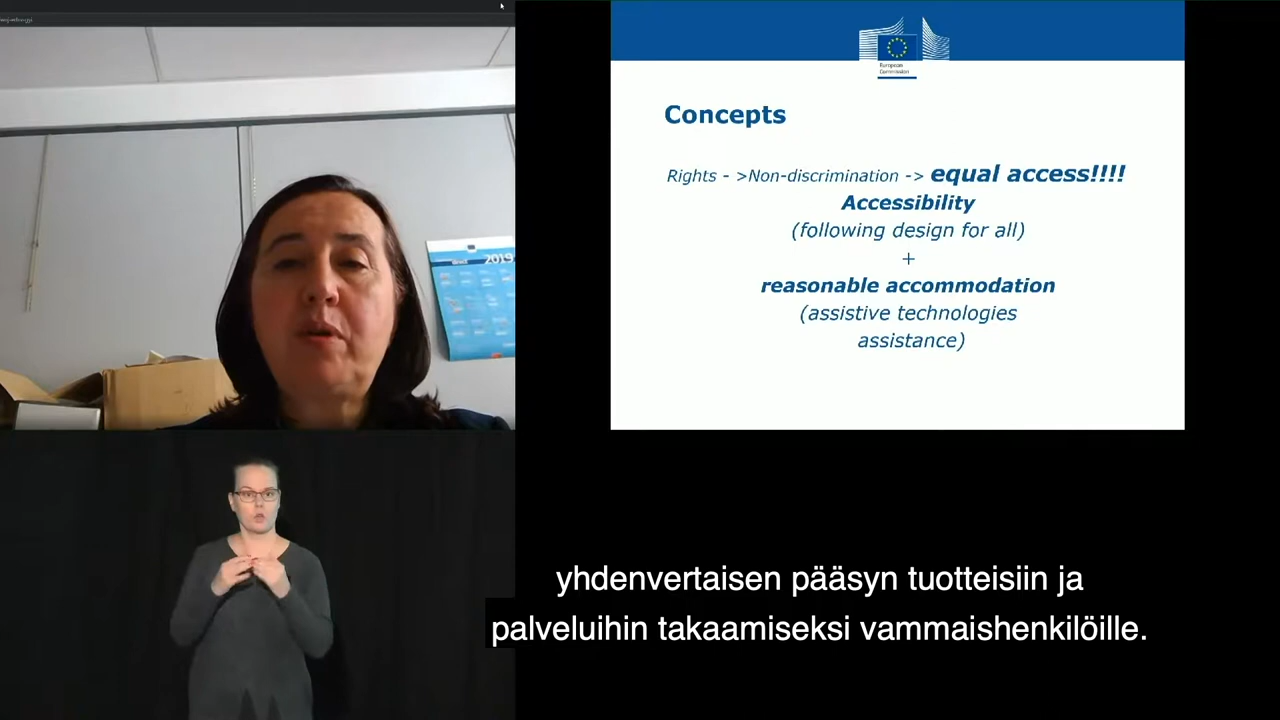 European
Commission
Concepts
Rights - >Non-discrimination -> equal access!!!!
Accessibility
(following design for all)
+
reasonable accommodation
(assistive technologies
assistance)
2019
yhdenvertaisen pääsyn tuotteisiin ja
palveluihin takaamiseksi vammaishenkilöille.